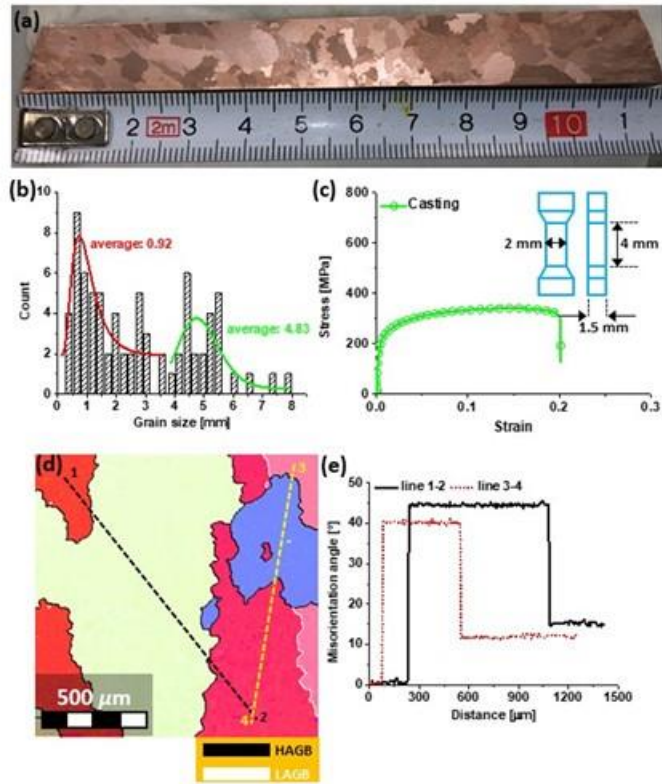 (a)
2 2m 3 4 5 6 7 8 9 10 1
(b)
10
8
6
4
2
0
Count
average: 0.92
average: 4.83
0 1 2 3 4 5 6 7 8
Grain size [mm]
(c)
800
600
400
200
0
Stress [MPa]
Casting
2 mm
4 mm
1.5 mm
0.0 0.1 0.2 0.3
Strain
(d)
1
3
4
2
500 μm
HAGB
LAGB
(e)
line 1-2 line 3-4
50
40
30
20
10
0
Misorientation angle [°]
0 300 600 900 1200 1500
Distance [μm]